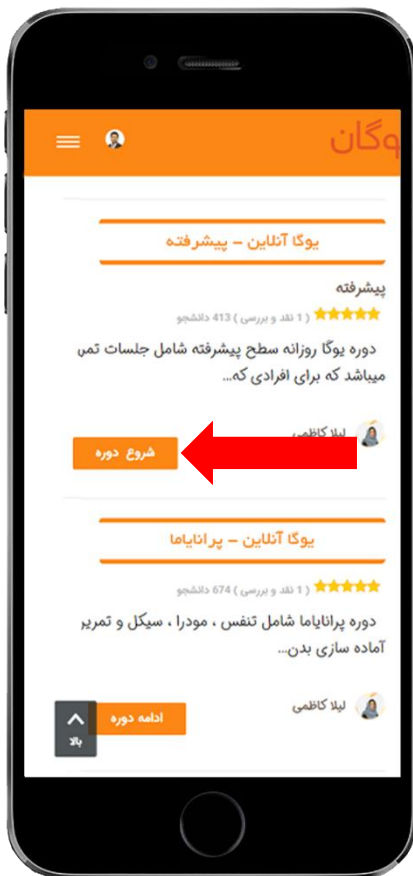 وگان
یوگا آنلاین – پیشرفته
پیشرفته
( 1 نقد و بررسی ) 413 دانشجو
دوره یوگا روزانه سطح پیشرفته شامل جلسات
میباشد که برای افرادی که...
لیلا کاظمی
شروع دوره
یوگا آنلاین – پرانایاما
( 1 نقد و بررسی ) 674 دانشجو
دوره پرانایاما شامل تنفس ، مودرا ، سیکل و
آماده سازی بدن...
لیلا کاظمی
ادامه دوره
بالا